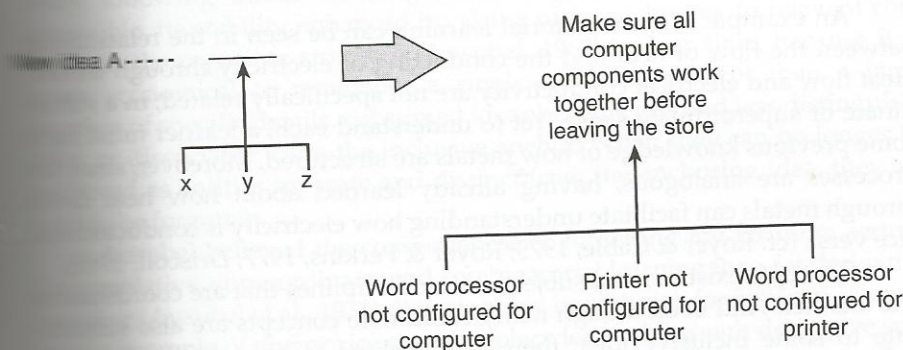 Make sure all
computer
components work
together before
leaving the store
idea A
x y z
Word processor
not configured for
computer
Printer not
configured for
computer
Word processor
not configured for
printer